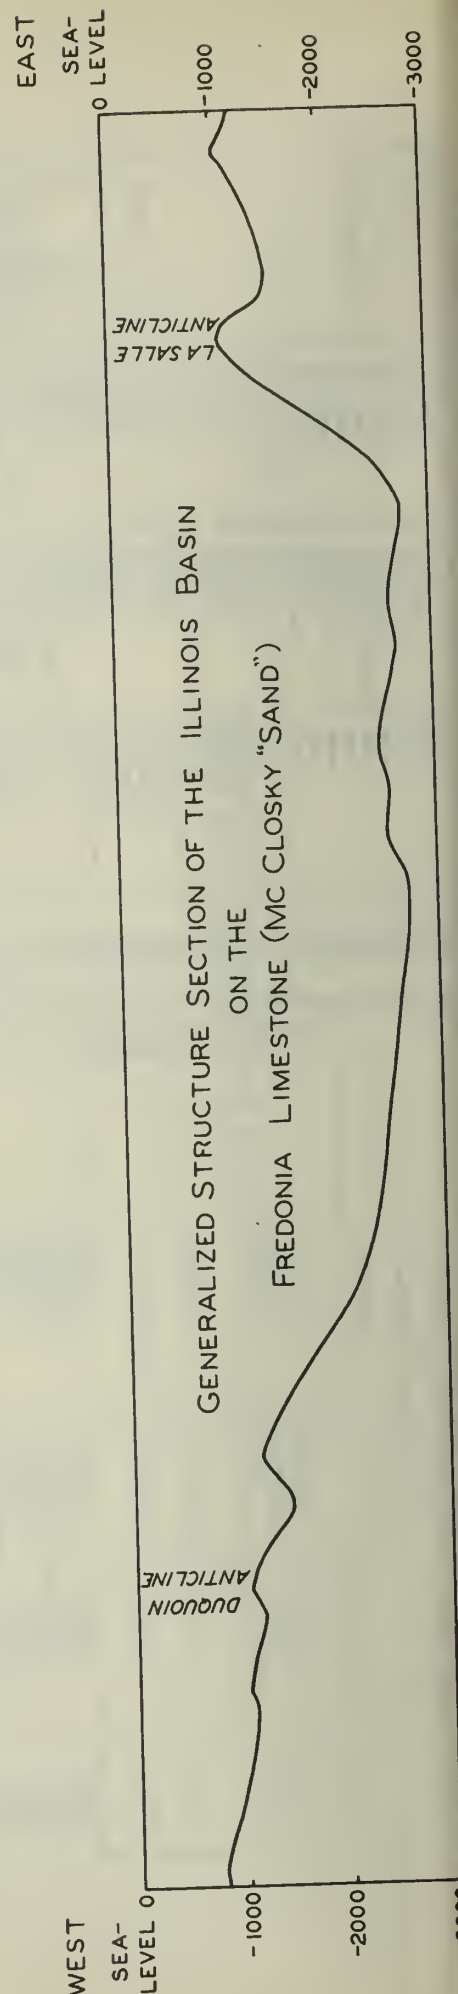 WEST
SEA-
LEVEL 0
-1000
-2000
GENERALIZED STRUCTURE SECTION OF THE ILLINOIS BASIN
ON THE
FREDONIA LIMESTONE (MC CLOSKY "SAND")
DUQUOIN
ANTICLINE
LA SALLE
ANTICLINE
EAST
SEA-
0 LEVEL
-1000
-2000
-3000